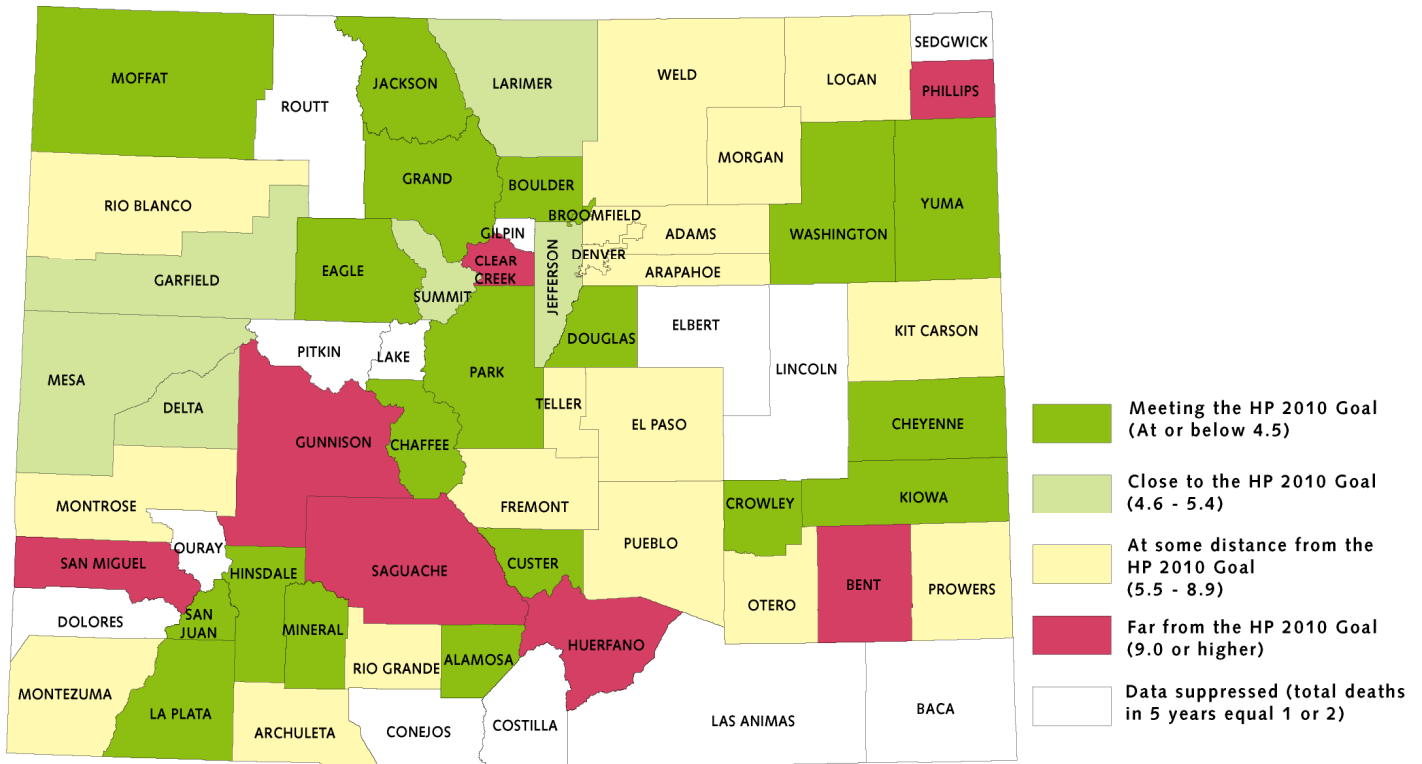 SEDGWICK
MOFFAT
JACKSON
LARIMER
WELD
LOGAN
PHILLIPS
ROUTT
MORGAN
GRAND
BOULDER
RIO BLANCO
YUMA
BROOMFIELD
GILPIN
ADAMS
WASHINGTON
DENVER
CLEAR
CREEK
EAGLE
ARAPAHOE
GARFIELD
JEFFERSON
SUMMIT
ELBERT
KIT CARSON
DOUGLAS
PITKIN
LAKE
LINCOLN
PARK
MESA
TELLER
DELTA
EL PASO
CHEYENNE
GUNNISON
CHAFFEE
KIOWA
CROWLEY
MONTROSE
FREMONT
PUEBLO
OURAY
SAN MIGUEL
CUSTER
HINSDALE
SAGUACHE
BENT
PROWERS
OTERO
DOLORES
SAN
JUAN
MINERAL
HUERFANO
ALAMOSA
RIO GRANDE
MONTEZUMA
LA PLATA
BACA
LAS ANIMAS
COSTILLA
ARCHULETA
CONEJOS
Meeting the HP 2010 Goal
(At or below 4.5)
Close to the HP 2010 Goal
(4.6 - 5.4)
At some distance from the
HP 2010 Goal
(5.5 - 8.9)
Far from the HP 2010 Goal
(9.0 or higher)
Data suppressed (total deaths
in 5 years equal 1 or 2)